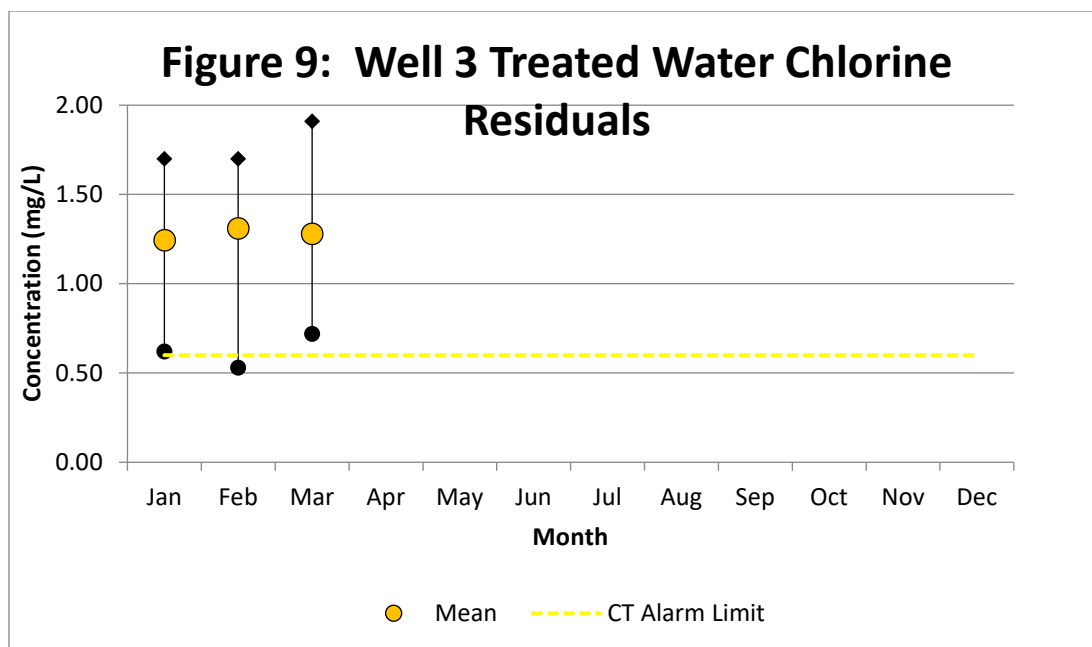 Figure 9:  Well 3 Treated Water Chlorine
Residuals
2.00
1.50
1.00
0.50
0.00
Concentration (mg/L)
Jan Feb Mar Apr May Jun Jul Aug Sep Oct Nov Dec
Month
Mean CT Alarm Limit